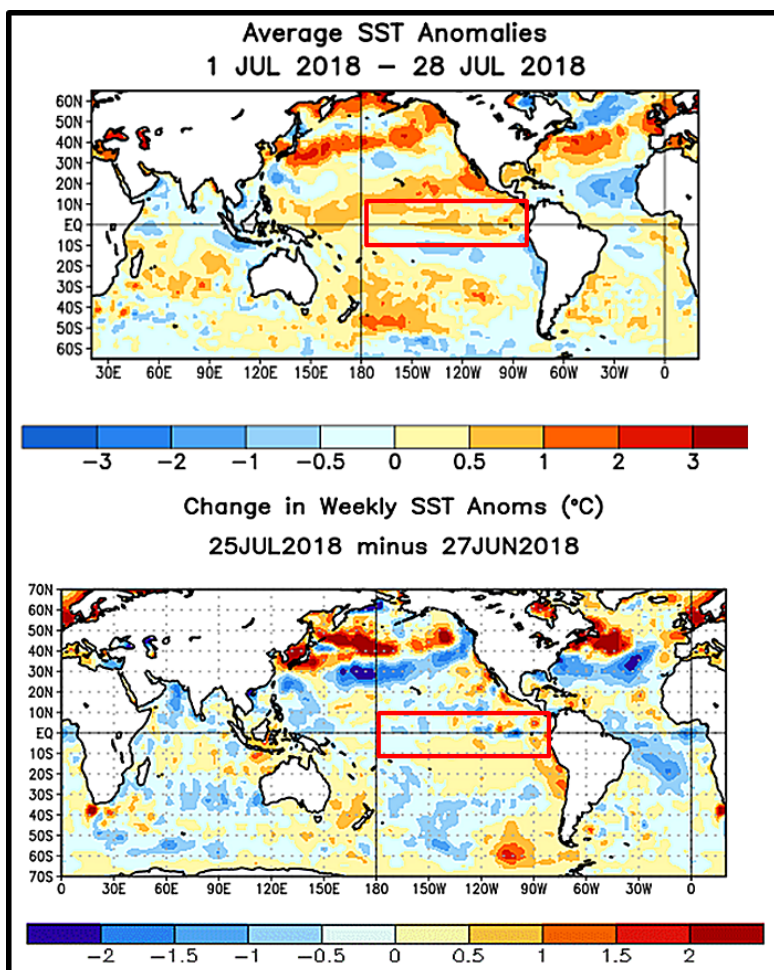 Average SST Anomalies
1 JUL 2018 – 28 JUL 2018
60N
50N
40N
30N
20N
10N
EQ
10S
20S
30S
40S
50S
60S
30E 60E 90E 120E 150E 180 150W 120W 90W 60W 30W 0
−3 −2 −1 −0.5 0 0.5 1 2 3
Change in Weekly SST Anoms (°C)
25JUL2018 minus 27JUN2018
70N
60N
50N
40N
30N
20N
10N
EQ
10S
20S
30S
40S
50S
60S
70S
0 30E 60E 90E 120E 150E 180 150W 120W 90W 60W 30W 0
−2 −1.5 −1 −0.5 0 0.5 1 1.5 2